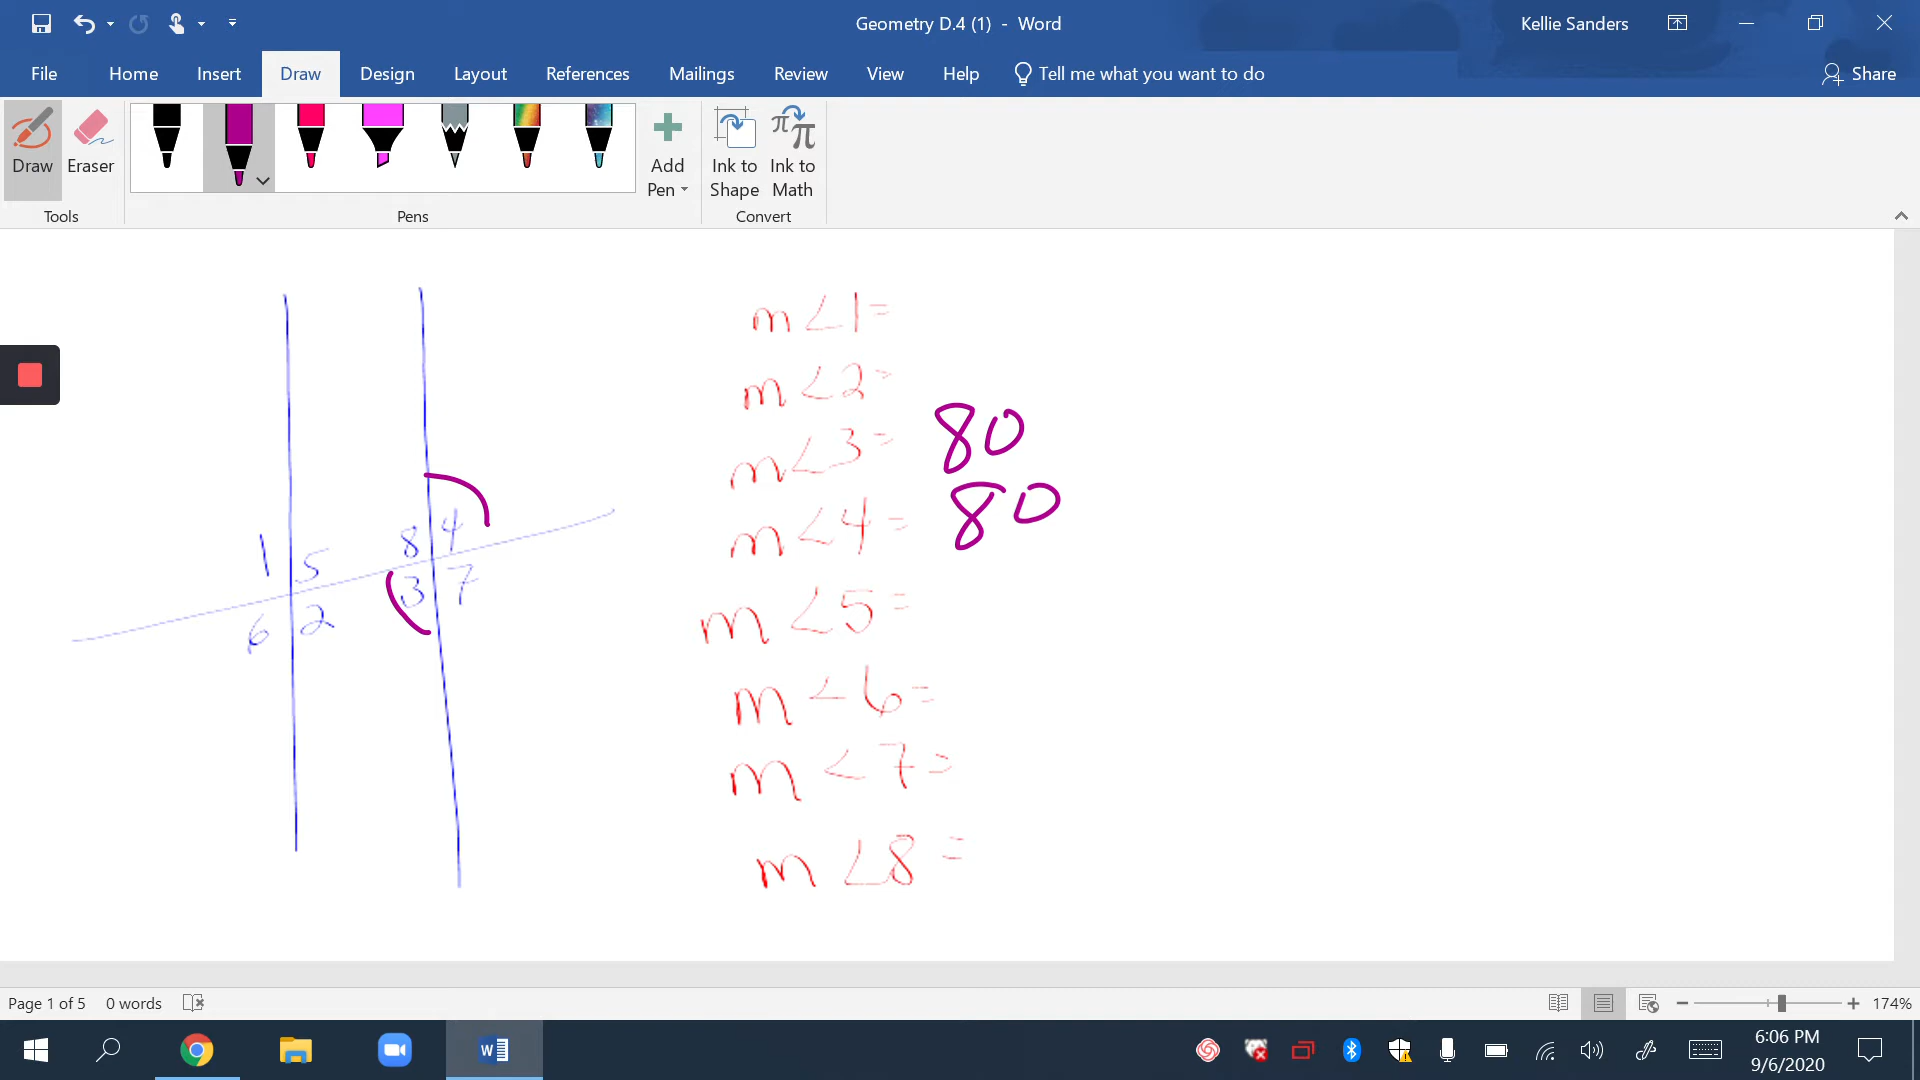 Geometry D.4 (1) - Word
Kellie Sanders
File Home Insert Draw Design Layout References Mailings Review View Help Tell me what you want to do Share
Draw Eraser
Add Pen
Ink to Shape
Ink to Math
Tools Pens Convert
m∠1=
m∠2=
m∠3= 80
m∠4= 80
m∠5=
m∠6=
m∠7=
m∠8=
8 4
1 5
3 7
6 2
Page 1 of 5 0 words 174%
6:06 PM
9/6/2020